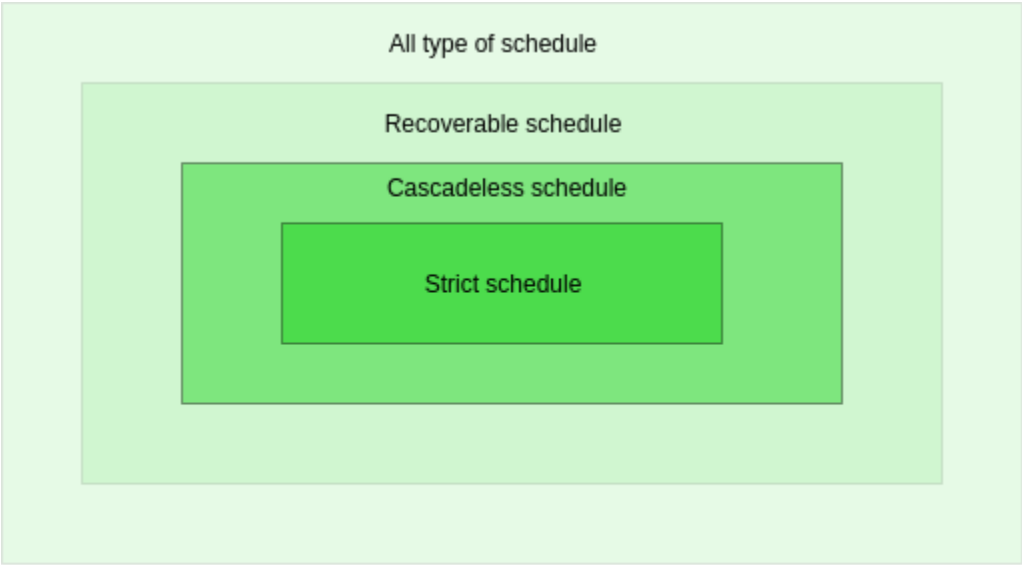 All type of schedule
Recoverable schedule
Cascadeless schedule
Strict schedule